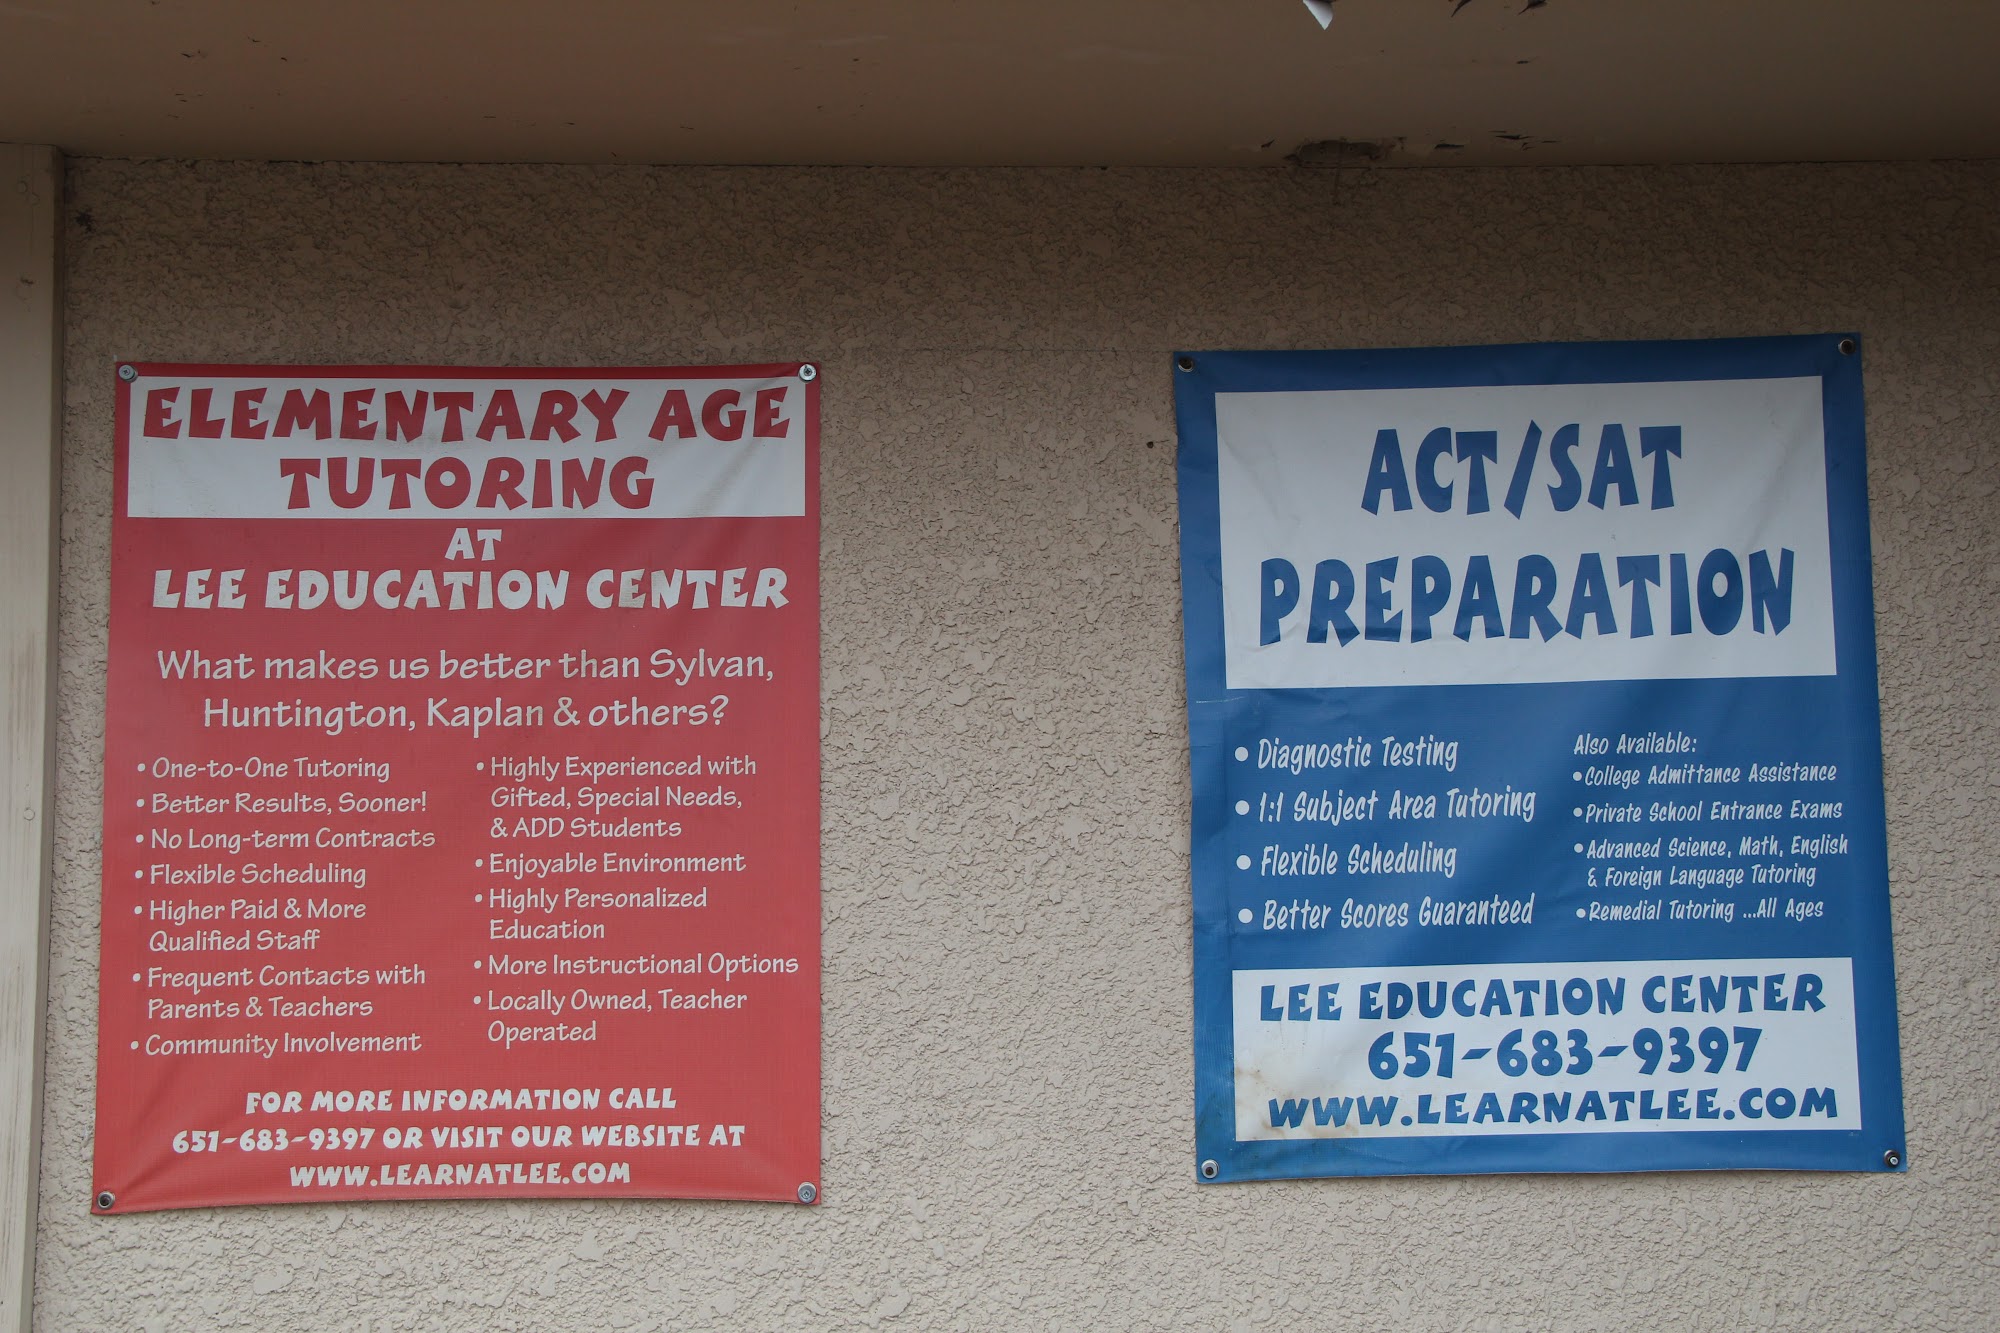 ELEMENTARY AGE
TUTORING
AT
LEE EDUCATION CENTER
What makes us better than Sylvan,
Huntington, Kaplan & others?
• One-to-One Tutoring
• Better Results, Sooner!
• No Long-term Contracts
• Flexible Scheduling
• Higher Paid & More
Qualified Staff
• Frequent Contacts with
Parents & Teachers
• Community Involvement
• Highly Experienced with
Gifted, Special Needs,
& ADD Students
• Enjoyable Environment
• Highly Personalized
Education
• More Instructional Options
• Locally Owned, Teacher
Operated
FOR MORE INFORMATION CALL
651-683-9397 OR VISIT OUR WEBSITE AT
WWW.LEARNATLEE.COM
ACT/SAT
PREPARATION
• Diagnostic Testing
• 1:1 Subject Area Tutoring
• Flexible Scheduling
• Better Scores Guaranteed
Also Available:
• College Admittance Assistance
• Private School Entrance Exams
• Advanced Science, Math, English
& Foreign Language Tutoring
• Remedial Tutoring ...All Ages
LEE EDUCATION CENTER
651-683-9397
WWW.LEARNATLEE.COM